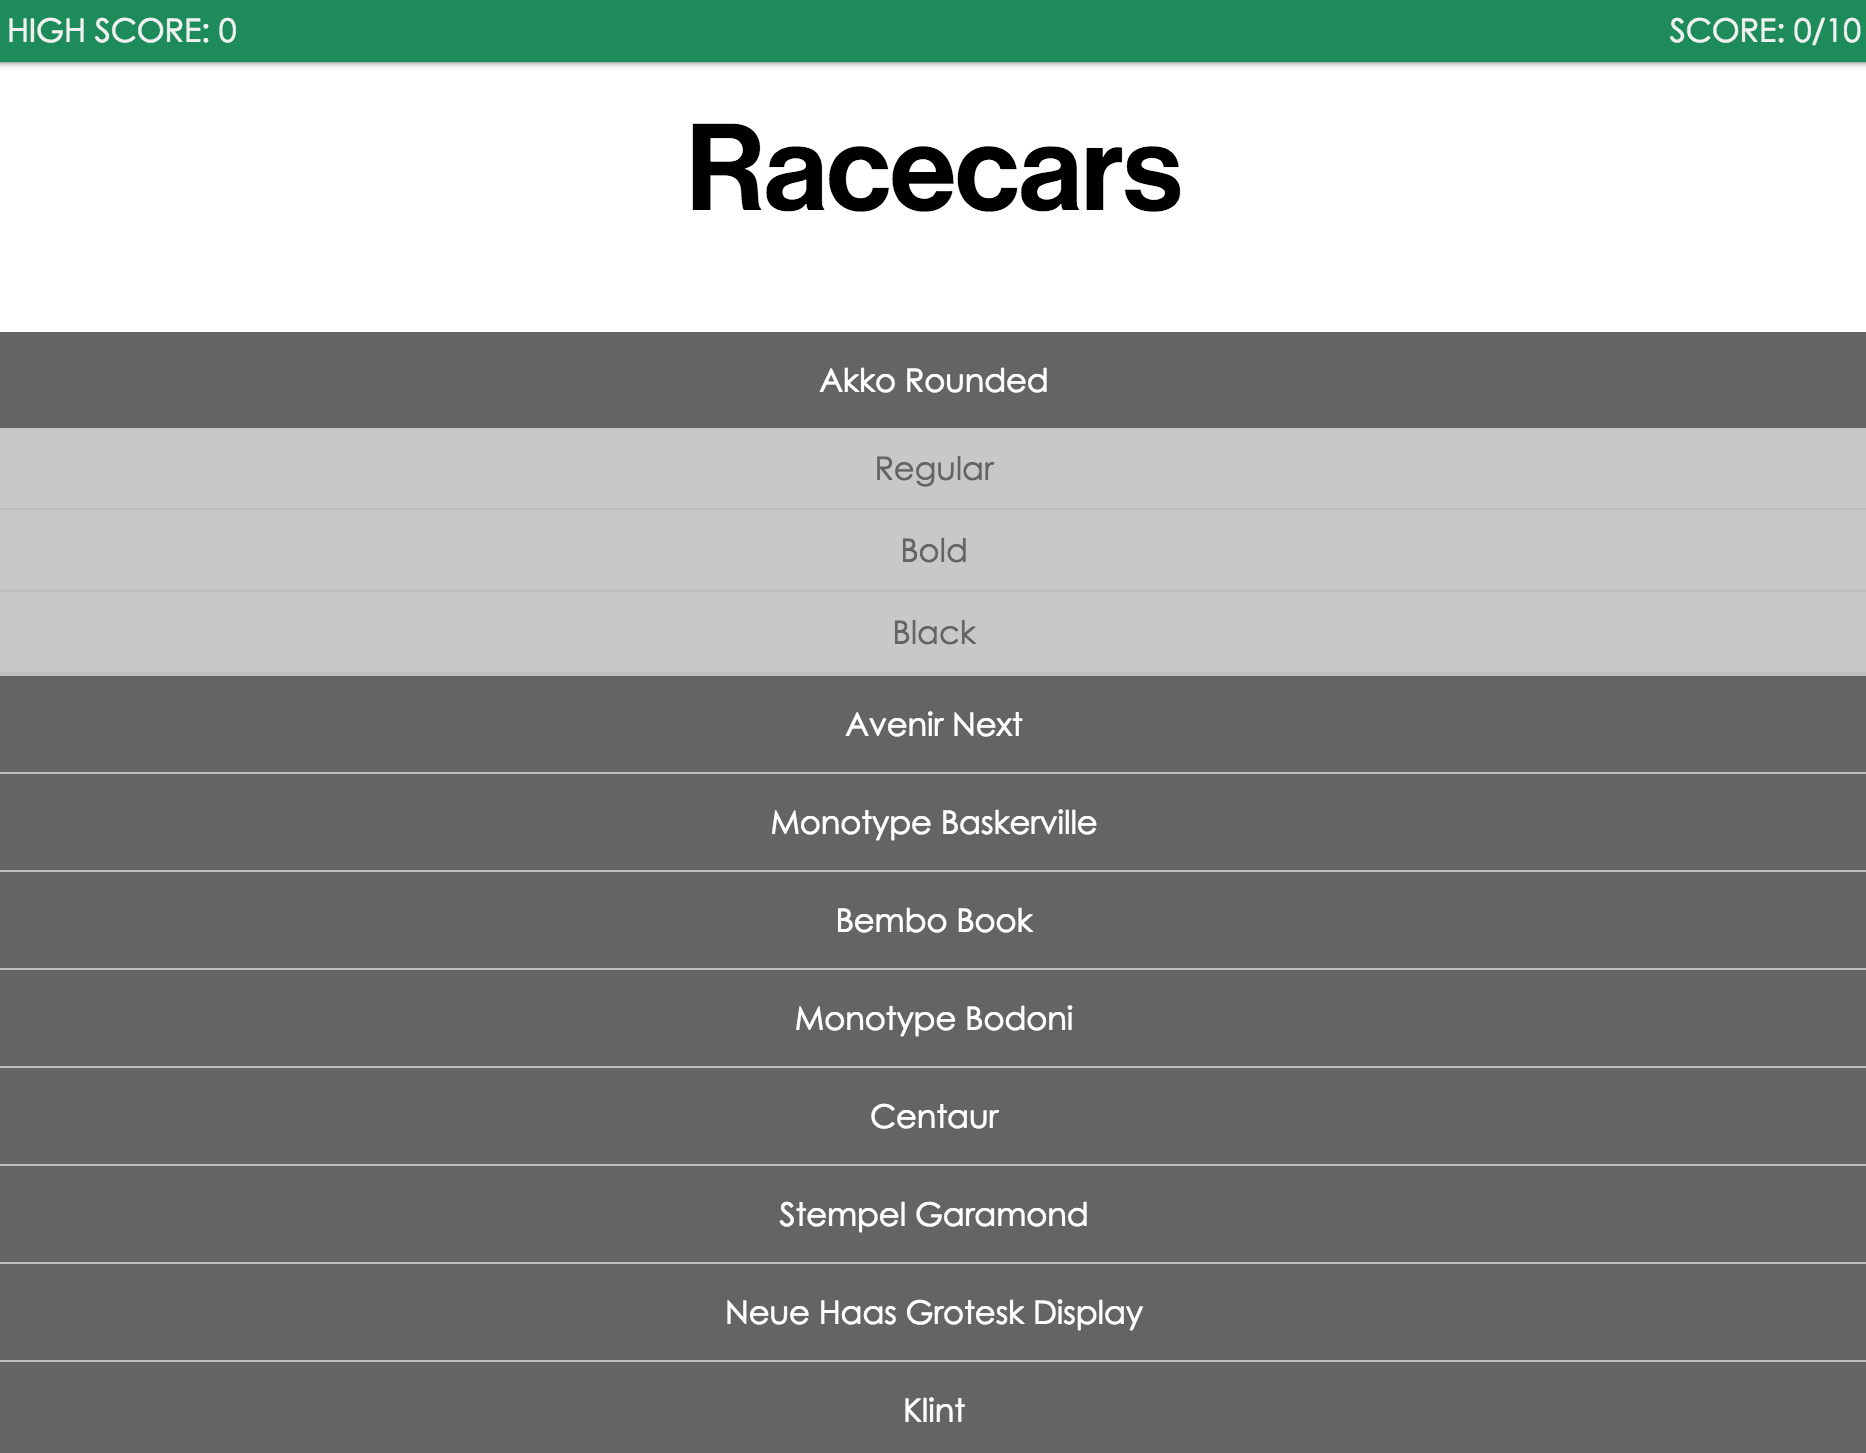 HIGH SCORE: 0
SCORE: 0/10
Racecars
Akko Rounded
Regular
Bold
Black
Avenir Next
Monotype Baskerville
Bembo Book
Monotype Bodoni
Centaur
Stempel Garamond
Neue Haas Grotesk Display
Klint